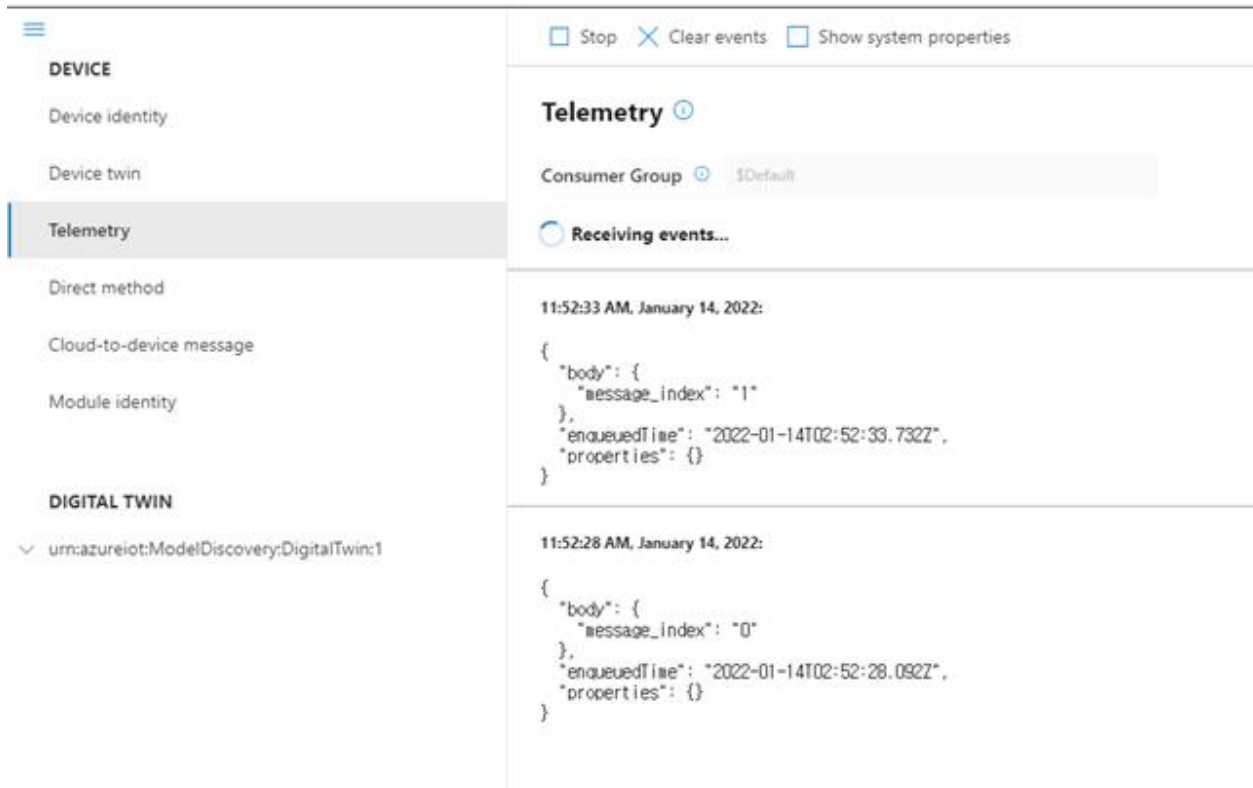 DEVICE
Device identity
Device twin
Telemetry
Direct method
Cloud-to-device message
Module identity
DIGITAL TWIN
urn:azureiot:ModelDiscovery:DigitalTwin:1
Stop Clear events Show system properties
Telemetry
Consumer Group $Default
Receiving events...
11:52:33 AM, January 14, 2022:
{
"body": {
"message_index": "1"
},
"enqueuedTime": "2022-01-14T02:52:33.732Z",
"properties": {}
}
11:52:28 AM, January 14, 2022:
{
"body": {
"message_index": "0"
},
"enqueuedTime": "2022-01-14T02:52:28.092Z",
"properties": {}
}